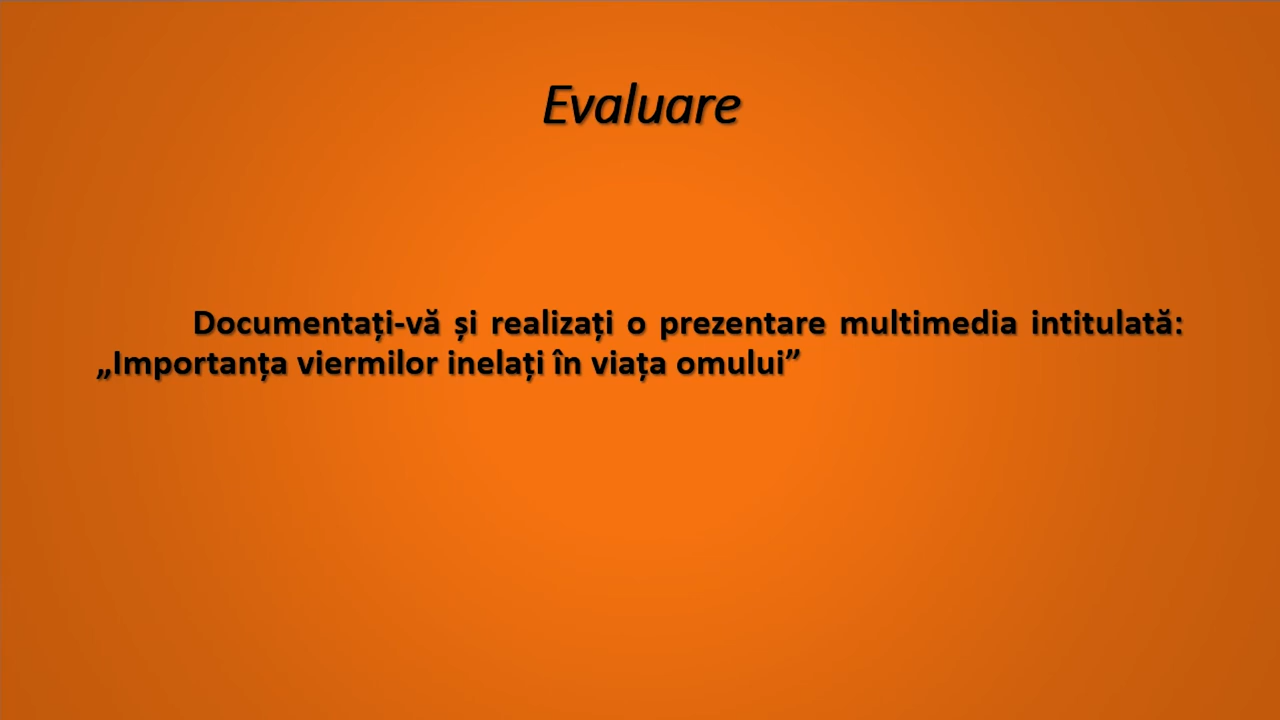 Evaluare
Documentați-vă și realizați o prezentare multimedia intitulată:
„Importanța viermilor inelați în viața omului”